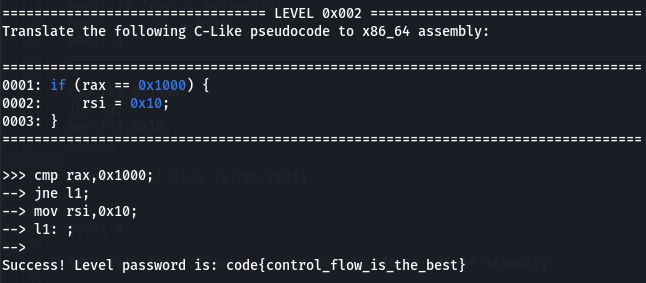 ================================ LEVEL 0x002 =================================
Translate the following C-Like pseudocode to x86_64 assembly:
==============================================================================
0001: if (rax == 0x1000) {
0002:    rsi = 0x10;
0003: }
==============================================================================
>>> cmp rax,0x1000;
--> jne l1;
--> mov rsi,0x10;
--> l1: ;
-->
Success! Level password is: code{control_flow_is_the_best}